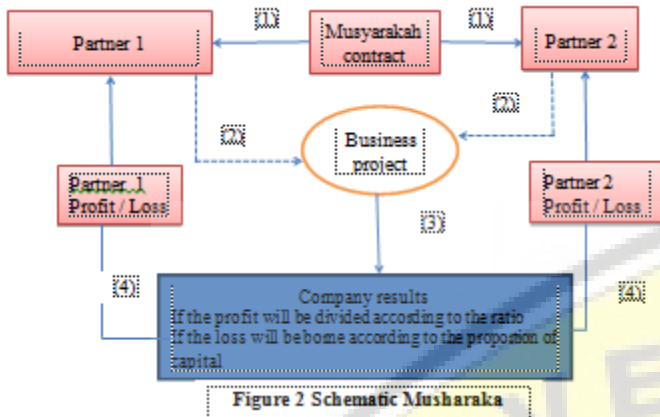 (1)
(1)
Partner 1
Musyarakah
contract
Partner 2
(2)
(2)
Business
project
Partner 1
Profit / Loss
Partner 2
Profit / Loss
(3)
(4)
(4)
Company results
If the profit will be divided according to the ratio
If the loss will be borne according to the proportion of
capital
Figure 2 Schematic Musharaka